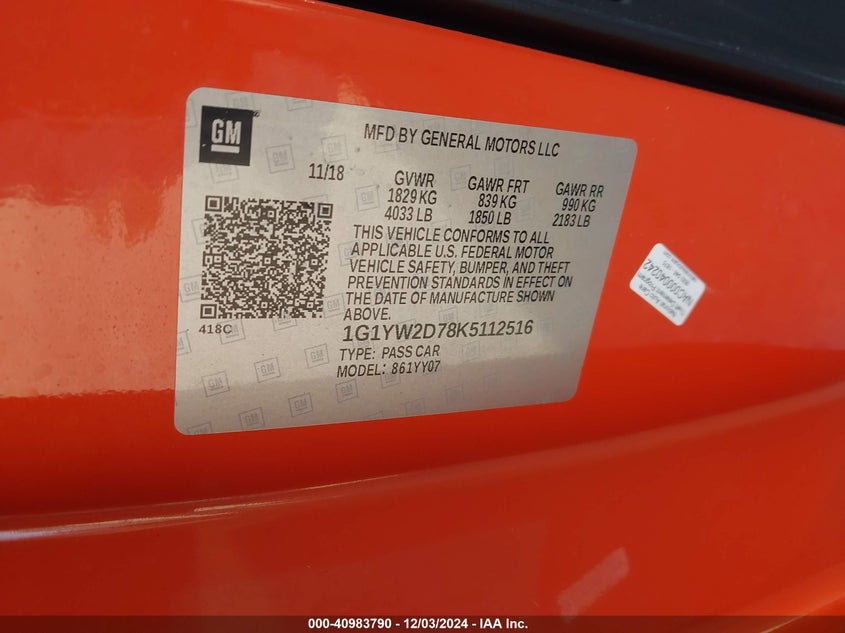 GM
MFD BY GENERAL MOTORS LLC
11/18 GVWR GAWR FRT GAWR RR
1829 KG 839 KG 990 KG
4033 LB 1850 LB 2183 LB
THIS VEHICLE CONFORMS TO ALL
APPLICABLE U.S. FEDERAL MOTOR
VEHICLE SAFETY, BUMPER, AND THEFT
PREVENTION STANDARDS IN EFFECT ON
THE DATE OF MANUFACTURE SHOWN
ABOVE.
418C
1G1YW2D78K5112516
TYPE: PASS CAR
MODEL: 861YY07
000-40983790 - 12/03/2024 - IAA Inc.